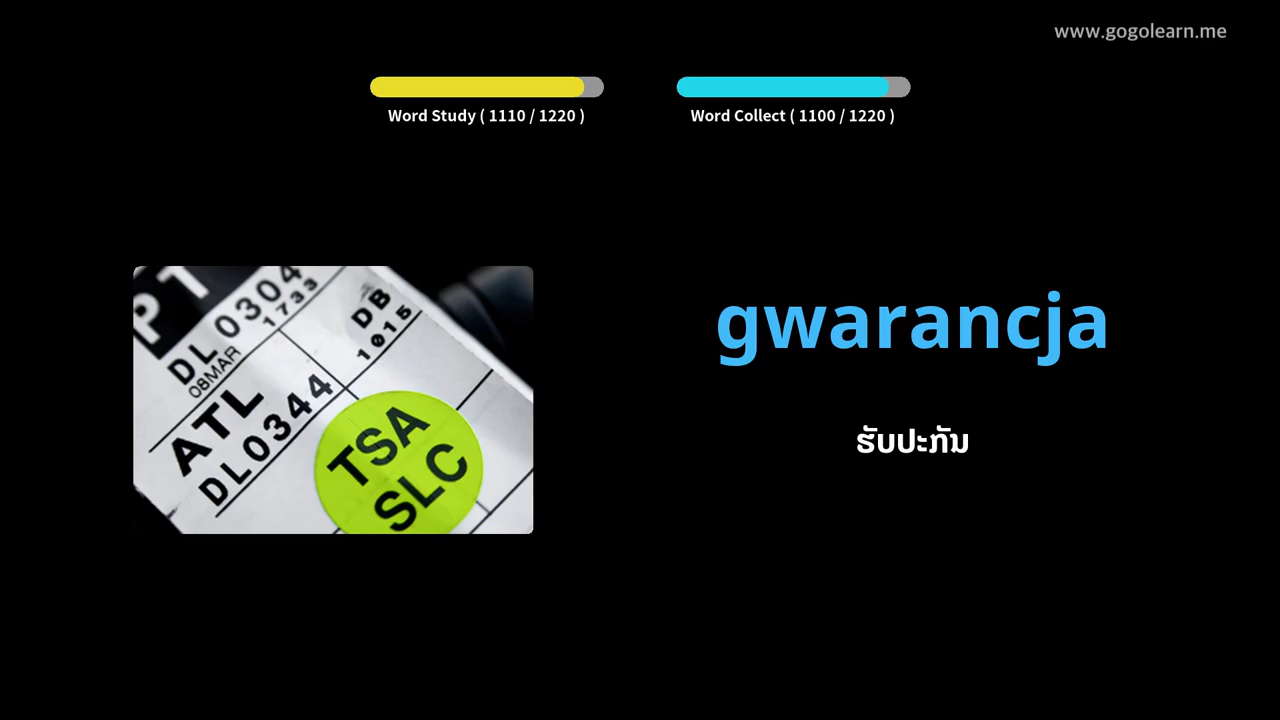 www.gogolearn.me
Word Study ( 1110 / 1220 )
Word Collect ( 1100 / 1220 )
P1
DL0304
1733
08MAR
DB
1015
ATL
DL0344
TSA
SLC
gwarancja
ຮັບປະກັນ